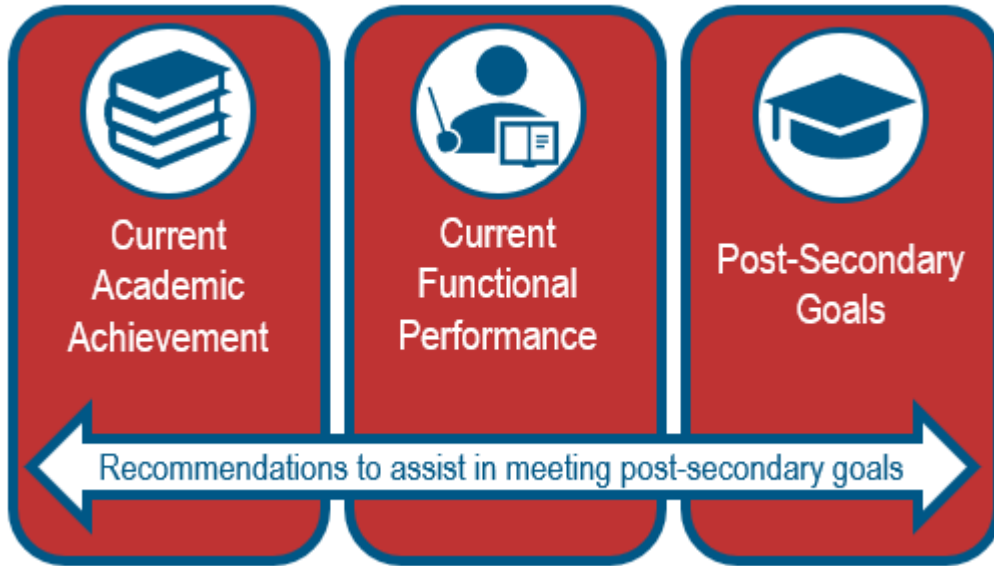 Current
Academic
Achievement
Current
Functional
Performance
Post-Secondary
Goals
Recommendations to assist in meeting post-secondary goals